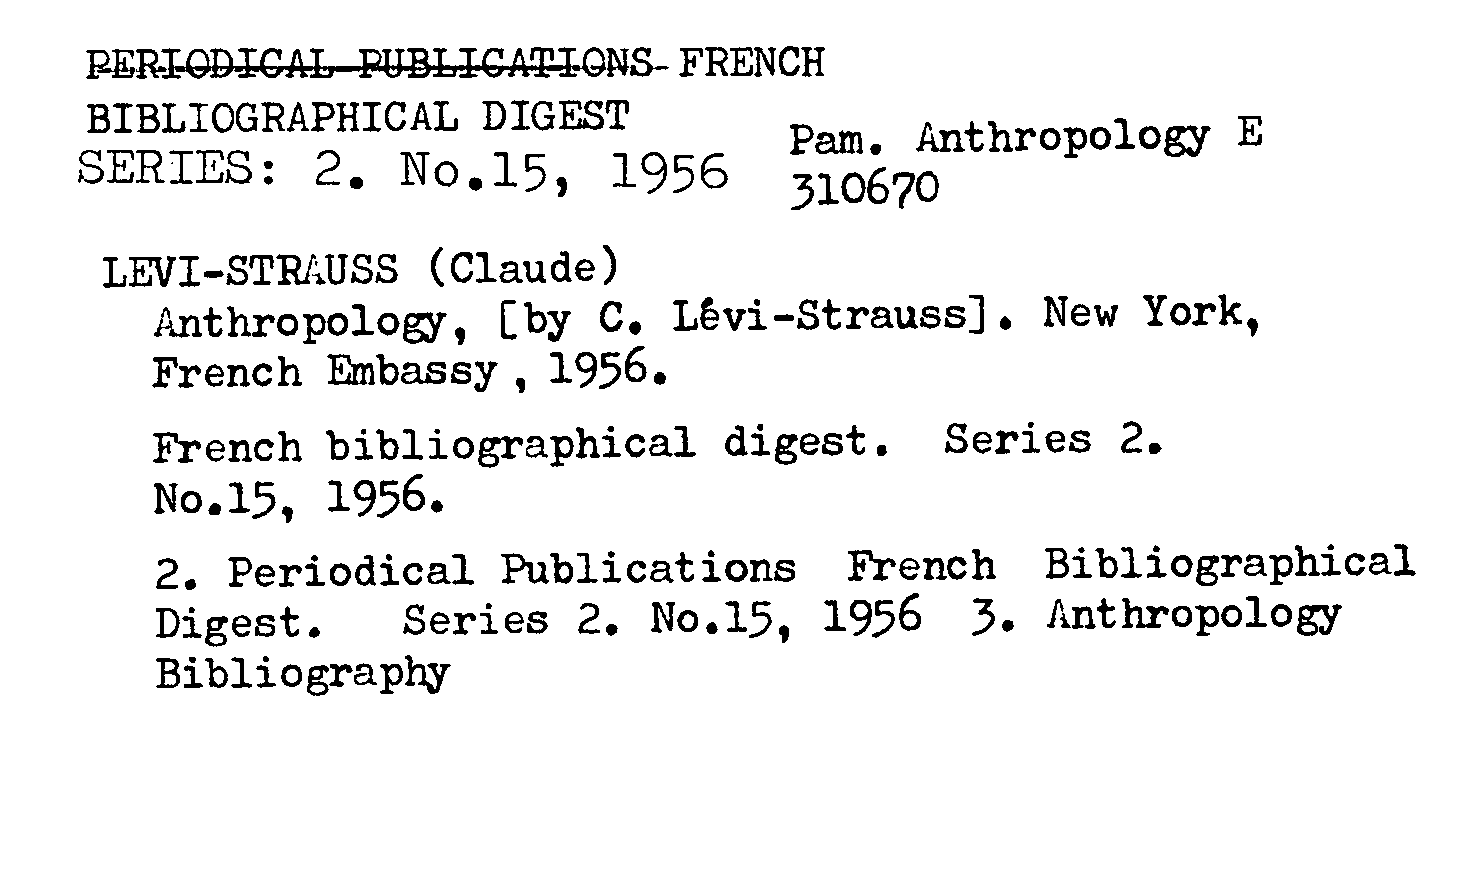 PERIODICAL PUBLICATIONS FRENCH
BIBLIOGRAPHICAL DIGEST
SERIES: 2. No.15, 1956
Pam. Anthropology E
310670
LEVI-STRAUSS (Claude)
Anthropology, [by C. Lévi-Strauss]. New York,
French Embassy, 1956.
French bibliographical digest. Series 2.
No.15, 1956.
2. Periodical Publications French Bibliographical
Digest. Series 2. No.15, 1956 3. Anthropology
Bibliography